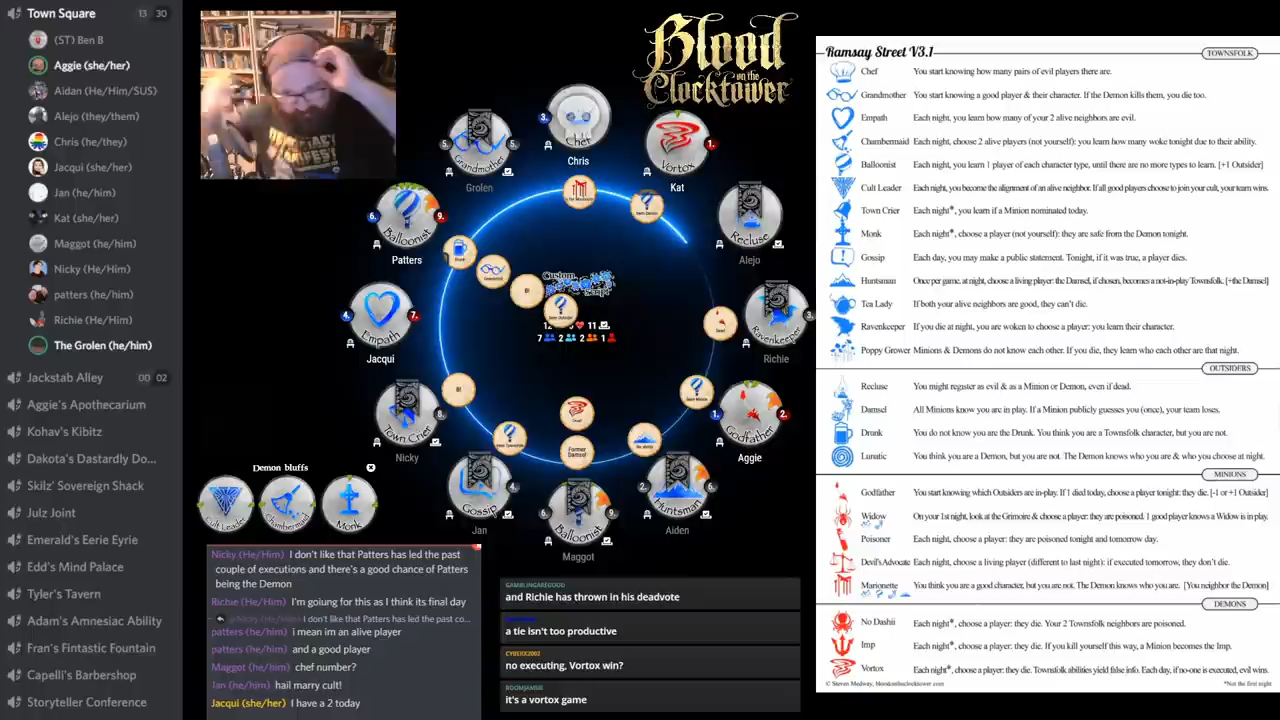 Town Square
13 30
(ST) Ben B
Aggie (she/h
Aidan (He/Him/SUS)
Alejo (they/them)
Chris (he/they)
Jacqui (she/her)
Jan (he/him)
Kat (she/her)
Maggot (he/him)
Nicky (He/Him)
patters (he/him)
Richie (He/Him)
The Grolen (he/him)
Jackstab Alley
00 02
Aggie's Apothecarium
Kohav's Kibitz
Dakota's Dastardly Do...
Skilz' Sovereign Shack
Julz Joint
Emerald's Eerie Eyrie
Edd's Mind Palace
Tyler's Tavern
Adam's Amnesiac Ability
Fran's Fintastic Fountain
Callum's Bardcore Bar
Storyteller Conference
Blood
on the
Clocktower
Chef
Chris
Grandmother
Grolen
Vortox
Kat
Balloonist
Patters
Recluse
Alejo
Empath
Jacqui
Ravenkeeper
Richie
Nicky
Godfather
Aggie
Gossip
Jan
Balloonist
Maggot
Huntsman
Aiden
Former
Damsel
Custom
11
7 2 2 1
Demon bluffs
Cult Leader
Chambermaid
Monk
Nicky (He/Him) I don't like that Patters has led the past
couple of executions and there's a good chance of Patters
being the Demon
Richie (He/Him) I'm goiung for this as I think its final day
@Nicky (He/Him) I don't like that Patters has led the past co...
patters (he/him) i mean im an alive player
patters (he/him) and a good player
Maggot (he/him) chef number?
Jan (he/him) hail marry cult!
Jacqui (she/her) I have a 2 today
GAMBLINGAREGOOD
and Richie has thrown in his deadvote
a tie isn't too productive
CYBERX2002
no executing, Vortox win?
ROOMJAMSIE
it's a vortox game
Ramsay Street V3.1
TOWNSFOLK
Chef You start knowing how many pairs of evil players there are.
Grandmother You start knowing a good player & their character. If the Demon kills them, you die too.
Empath Each night, you learn how many of your 2 alive neighbors are evil.
Chambermaid Each night, choose 2 alive players (not yourself): you learn how many woke tonight due to their ability.
Balloonist Each night, you learn 1 player of each character type, until there are no more types to learn. [+1 Outsider]
Cult Leader Each night, you become the alignment of an alive neighbor. If all good players choose to join your cult, your team wins.
Town Crier Each night*, you learn if a Minion nominated today.
Monk Each night*, choose a player (not yourself): they are safe from the Demon tonight.
Gossip Each day, you may make a public statement. Tonight, if it was true, a player dies.
Huntsman Once per game, at night, choose a living player: the Damsel, if chosen, becomes a not-in-play Townsfolk. [+the Damsel]
Tea Lady If both your alive neighbors are good, they can't die.
Ravenkeeper If you die at night, you are woken to choose a player: you learn their character.
Poppy Grower Minions & Demons do not know each other. If you die, they learn who each other are that night.
OUTSIDERS
Recluse You might register as evil & as a Minion or Demon, even if dead.
Damsel All Minions know you are in play. If a Minion publicly guesses you (once), your team loses.
Drunk You do not know you are the Drunk. You think you are a Townsfolk character, but you are not.
Lunatic You think you are a Demon, but you are not. The Demon knows who you are & who you choose at night.
MINIONS
Godfather You start knowing which Outsiders are in-play. If 1 died today, choose a player tonight: they die. [-1 or +1 Outsider]
Widow On your 1st night, look at the Grimoire & choose a player: they are poisoned. 1 good player knows a Widow is in play.
Poisoner Each night, choose a player: they are poisoned tonight and tomorrow day.
Devil's Advocate Each night, choose a living player (different to last night): if executed tomorrow, they don't die.
Marionette You think you are a good character, but you are not. The Demon knows who you are. [You neighbor the Demon]
DEMONS
No Dashii Each night*, choose a player: they die. Your 2 Townsfolk neighbors are poisoned.
Imp Each night*, choose a player: they die. If you kill yourself this way, a Minion becomes the Imp.
Vortox Each night*, choose a player: they die. Townsfolk abilities yield false info. Each day, if no-one is executed, evil wins.
© Steven Medway, bloodontheclocktower.com
*Not the first night